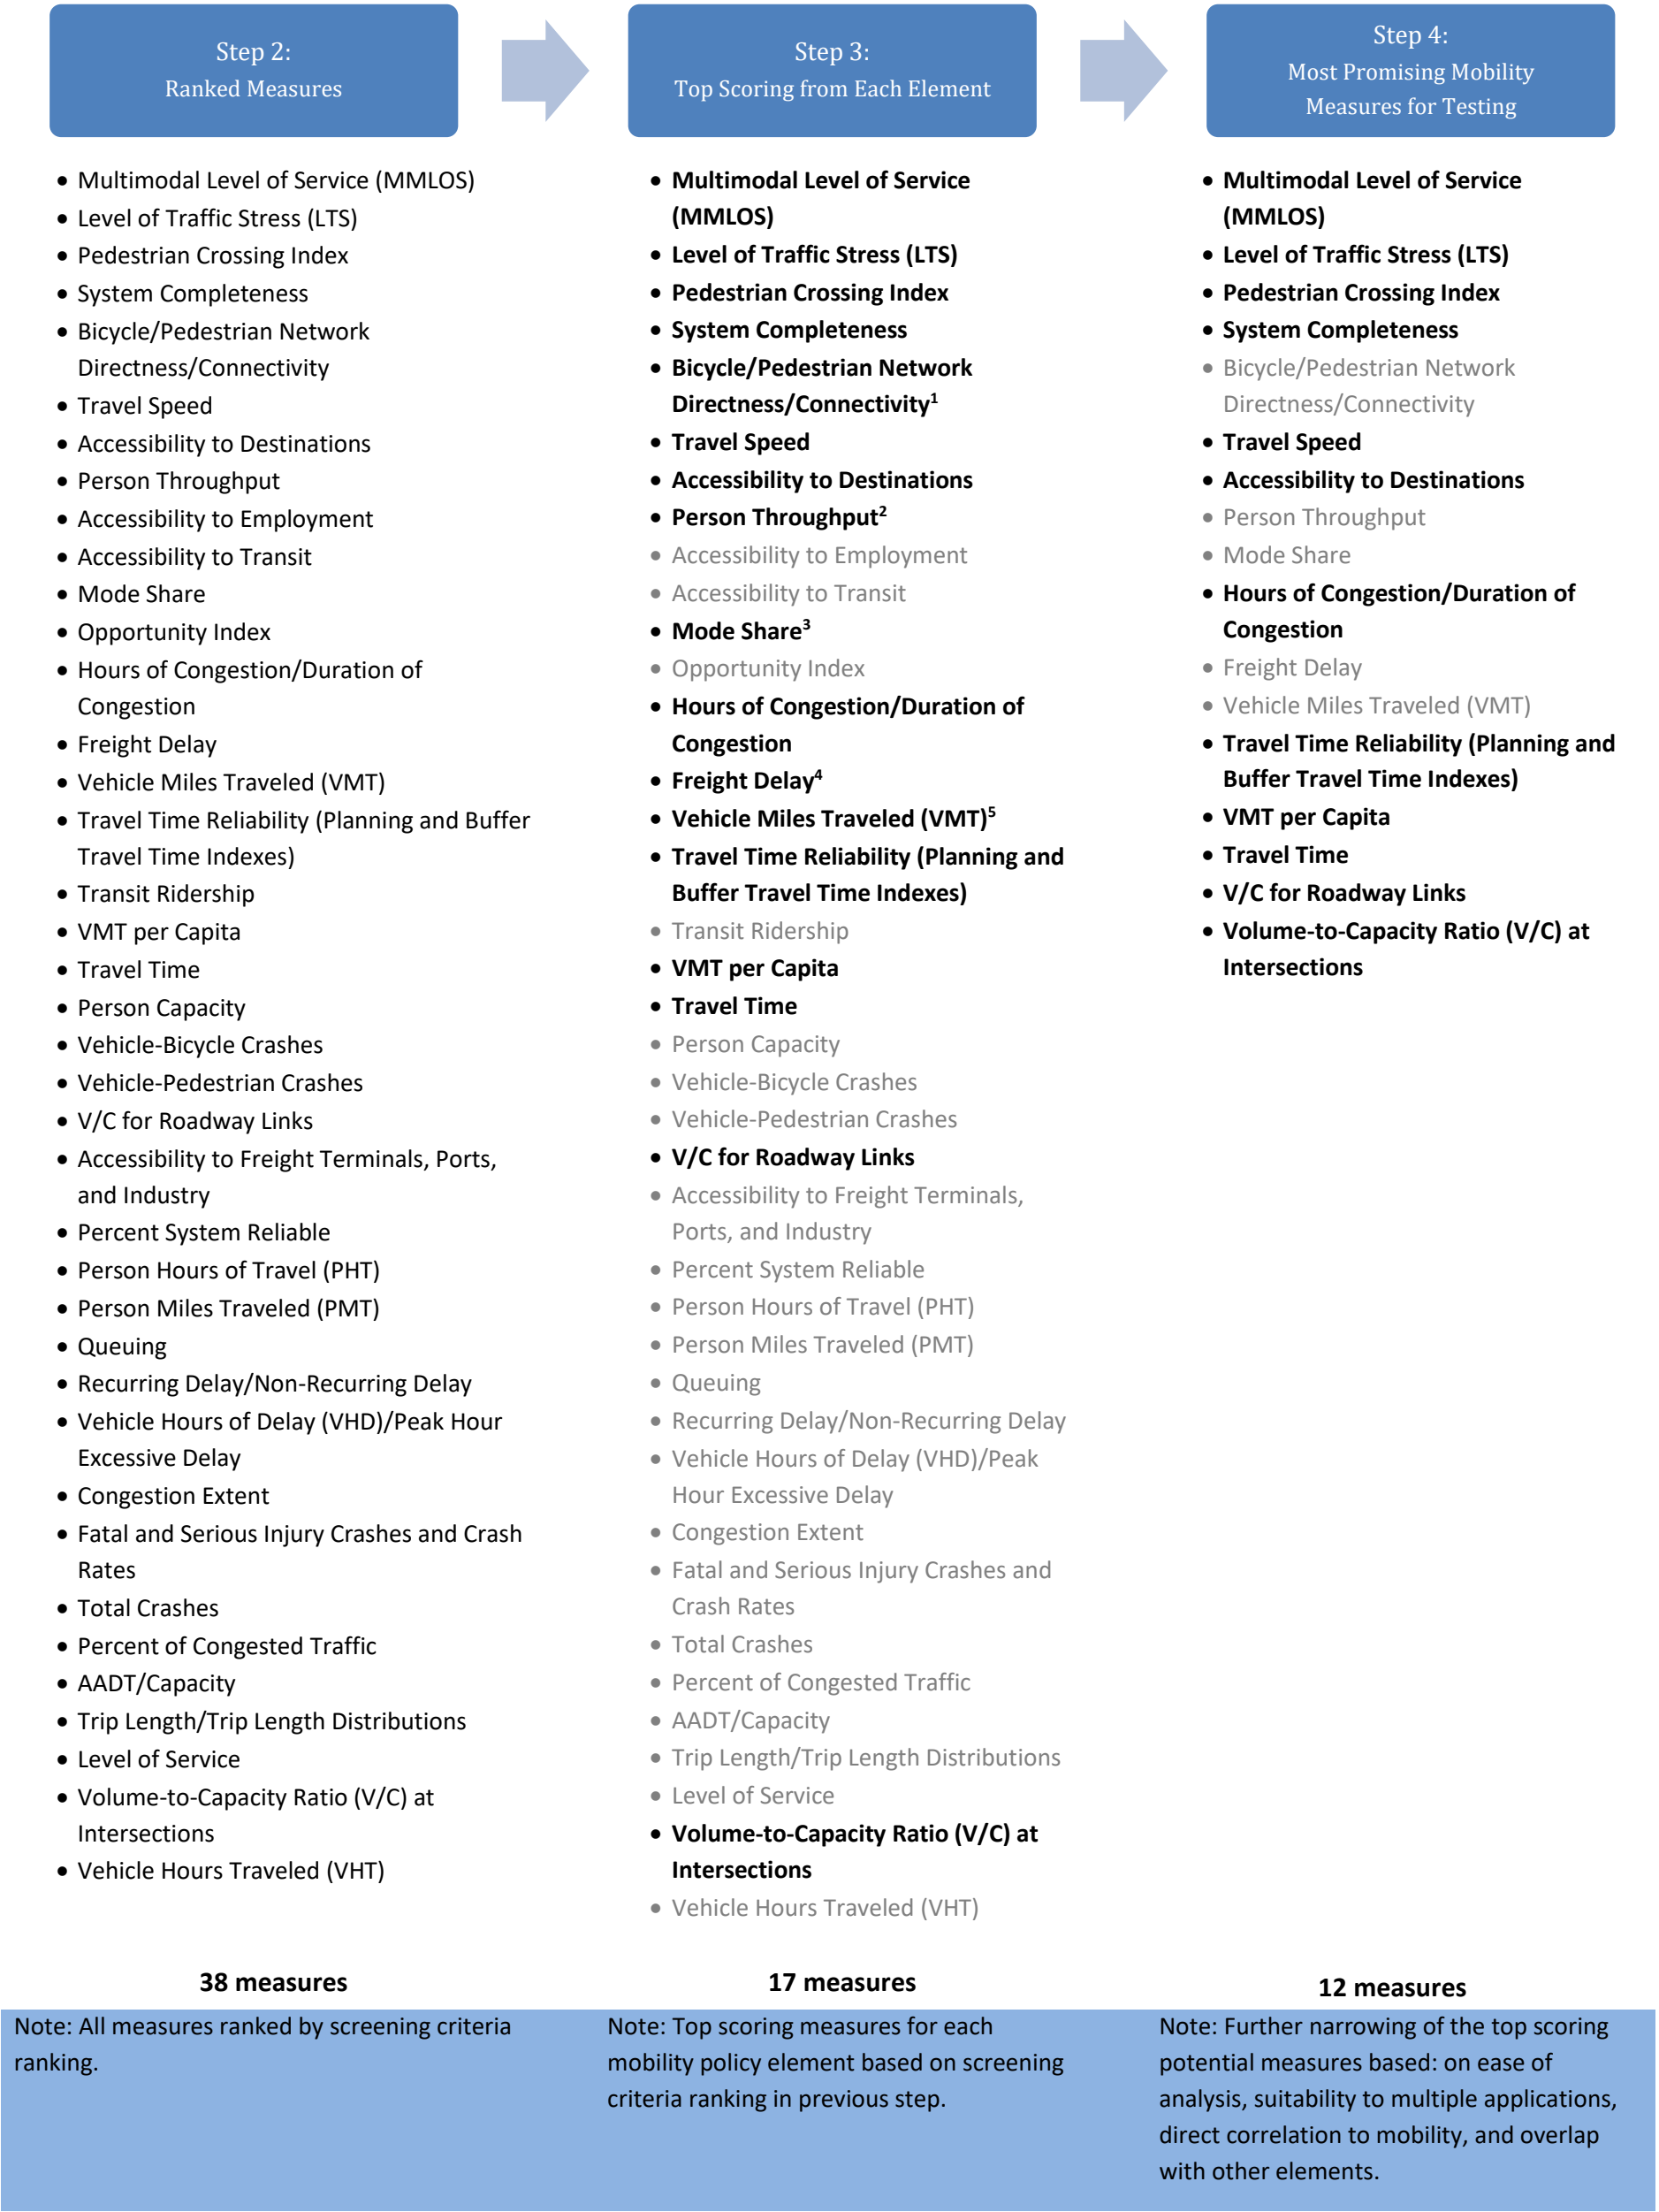 Step 2:
Ranked Measures
Step 3:
Top Scoring from Each Element
Step 4:
Most Promising Mobility
Measures for Testing
• Multimodal Level of Service (MMLOS)
• Level of Traffic Stress (LTS)
• Pedestrian Crossing Index
• System Completeness
• Bicycle/Pedestrian Network
Directness/Connectivity
• Travel Speed
• Accessibility to Destinations
• Person Throughput
• Accessibility to Employment
• Accessibility to Transit
• Mode Share
• Opportunity Index
• Hours of Congestion/Duration of
Congestion
• Freight Delay
• Vehicle Miles Traveled (VMT)
• Travel Time Reliability (Planning and Buffer
Travel Time Indexes)
• Transit Ridership
• VMT per Capita
• Travel Time
• Person Capacity
• Vehicle-Bicycle Crashes
• Vehicle-Pedestrian Crashes
• V/C for Roadway Links
• Accessibility to Freight Terminals, Ports,
and Industry
• Percent System Reliable
• Person Hours of Travel (PHT)
• Person Miles Traveled (PMT)
• Queuing
• Recurring Delay/Non-Recurring Delay
• Vehicle Hours of Delay (VHD)/Peak Hour
Excessive Delay
• Congestion Extent
• Fatal and Serious Injury Crashes and Crash
Rates
• Total Crashes
• Percent of Congested Traffic
• AADT/Capacity
• Trip Length/Trip Length Distributions
• Level of Service
• Volume-to-Capacity Ratio (V/C) at
Intersections
• Vehicle Hours Traveled (VHT)
38 measures
Note: All measures ranked by screening criteria
ranking.
• Multimodal Level of Service
(MMLOS)
• Level of Traffic Stress (LTS)
• Pedestrian Crossing Index
• System Completeness
• Bicycle/Pedestrian Network
Directness/Connectivity¹
• Travel Speed
• Accessibility to Destinations
• Person Throughput²
• Accessibility to Employment
• Accessibility to Transit
• Mode Share³
• Opportunity Index
• Hours of Congestion/Duration of
Congestion
• Freight Delay⁴
• Vehicle Miles Traveled (VMT)⁵
• Travel Time Reliability (Planning and
Buffer Travel Time Indexes)
• Transit Ridership
• VMT per Capita
• Travel Time
• Person Capacity
• Vehicle-Bicycle Crashes
• Vehicle-Pedestrian Crashes
• V/C for Roadway Links
• Accessibility to Freight Terminals,
Ports, and Industry
• Percent System Reliable
• Person Hours of Travel (PHT)
• Person Miles Traveled (PMT)
• Queuing
• Recurring Delay/Non-Recurring Delay
• Vehicle Hours of Delay (VHD)/Peak
Hour Excessive Delay
• Congestion Extent
• Fatal and Serious Injury Crashes and
Crash Rates
• Total Crashes
• Percent of Congested Traffic
• AADT/Capacity
• Trip Length/Trip Length Distributions
• Level of Service
• Volume-to-Capacity Ratio (V/C) at
Intersections
• Vehicle Hours Traveled (VHT)
17 measures
Note: Top scoring measures for each
mobility policy element based on screening
criteria ranking in previous step.
• Multimodal Level of Service
(MMLOS)
• Level of Traffic Stress (LTS)
• Pedestrian Crossing Index
• System Completeness
• Bicycle/Pedestrian Network
Directness/Connectivity
• Travel Speed
• Accessibility to Destinations
• Person Throughput
• Mode Share
• Hours of Congestion/Duration of
Congestion
• Freight Delay
• Vehicle Miles Traveled (VMT)
• Travel Time Reliability (Planning and
Buffer Travel Time Indexes)
• VMT per Capita
• Travel Time
• V/C for Roadway Links
• Volume-to-Capacity Ratio (V/C) at
Intersections
12 measures
Note: Further narrowing of the top scoring
potential measures based: on ease of
analysis, suitability to multiple applications,
direct correlation to mobility, and overlap
with other elements.